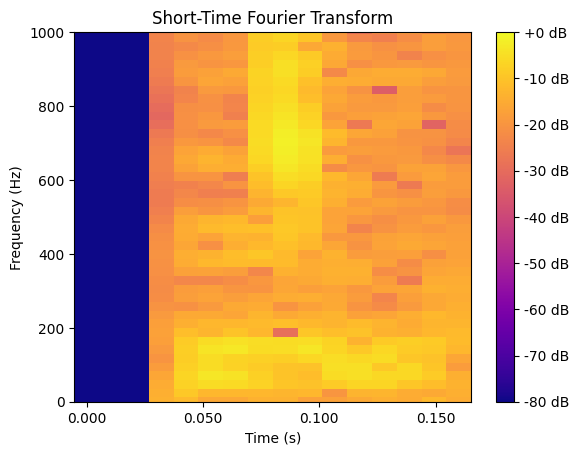 Short-Time Fourier Transform
1000
800
600
400
200
0
Frequency (Hz)
0.000
0.050
0.100
0.150
Time (s)
+0 dB
-10 dB
-20 dB
-30 dB
-40 dB
-50 dB
-60 dB
-70 dB
-80 dB